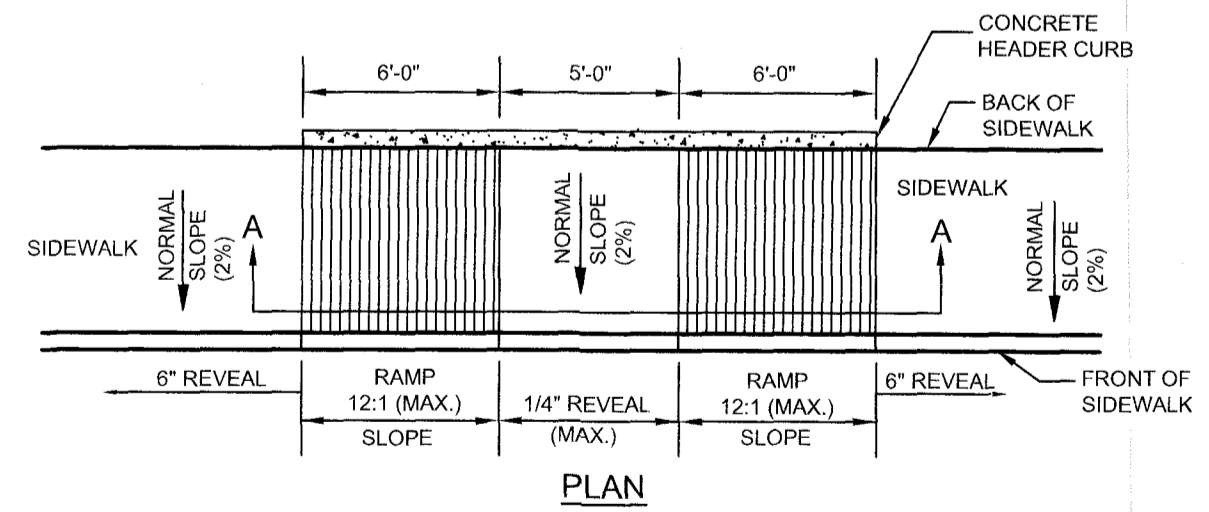 CONCRETE
HEADER CURB
6'-0"
5'-0"
6'-0"
BACK OF
SIDEWALK
SIDEWALK
NORMAL
SLOPE
(2%)
A
NORMAL
SLOPE
(2%)
SIDEWALK
A
NORMAL
SLOPE
(2%)
6" REVEAL
RAMP
12:1 (MAX.)
SLOPE
1/4" REVEAL
(MAX.)
RAMP
12:1 (MAX.)
SLOPE
6" REVEAL
FRONT OF
SIDEWALK
PLAN